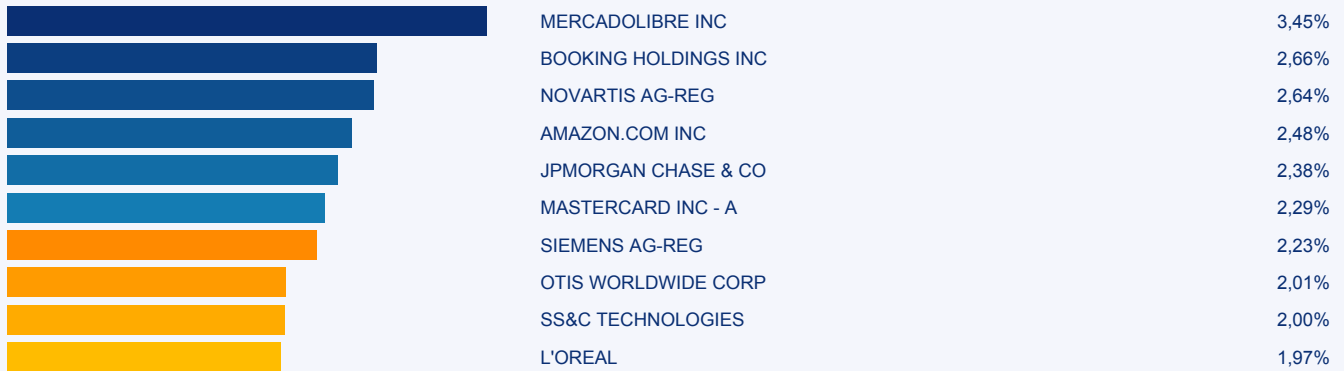 MERCADOLIBRE INC 3,45%
BOOKING HOLDINGS INC 2,66%
NOVARTIS AG-REG 2,64%
AMAZON.COM INC 2,48%
JPMORGAN CHASE & CO 2,38%
MASTERCARD INC - A 2,29%
SIEMENS AG-REG 2,23%
OTIS WORLDWIDE CORP 2,01%
SS&C TECHNOLOGIES 2,00%
L'OREAL 1,97%